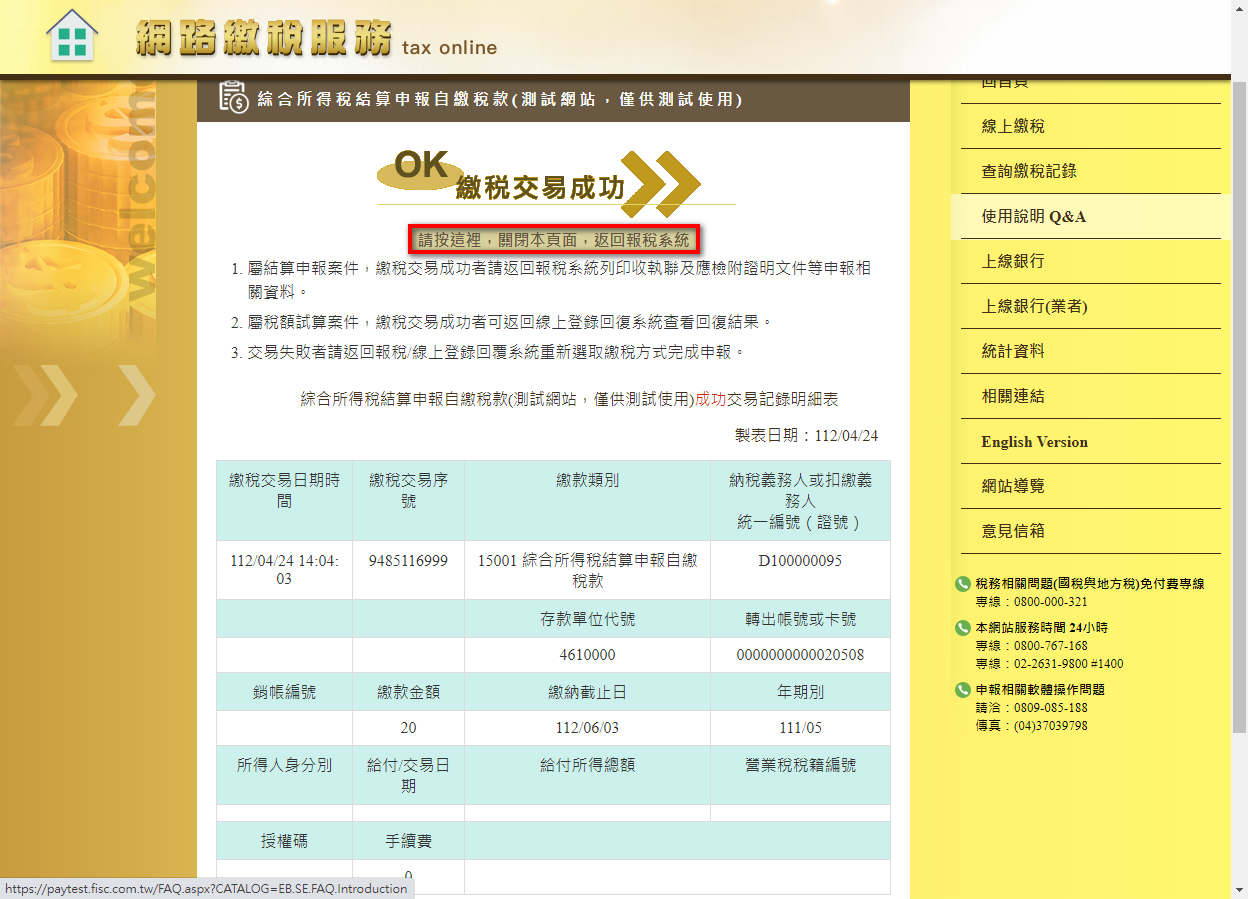 網路繳稅服務 tax online
welcom
綜合所得稅結算申報自繳稅款(測試網站，僅供測試使用)
OK
繳稅交易成功
請按這裡，關閉本頁面，返回報稅系統
1. 屬結算申報案件，繳稅交易成功者請返回報稅系統列印收執聯及應檢附證明文件等申報相
關資料。
2. 屬稅額試算案件，繳稅交易成功者可返回線上登錄回復系統查看回復結果。
3. 交易失敗者請返回報稅/線上登錄回覆系統重新選取繳稅方式完成申報。
綜合所得稅結算申報自繳稅款(測試網站，僅供測試使用)成功交易記錄明細表
製表日期：112/04/24
繳稅交易日期時
間
繳稅交易序
號
繳款類別
納稅義務人或扣繳義
務人
統一編號（證號）
112/04/24 14:04:
03
9485116999
15001 綜合所得稅結算申報自繳
稅款
D100000095
存款單位代號
轉出帳號或卡號
4610000
0000000000020508
銷帳編號
繳款金額
繳納截止日
年期別
20
112/06/03
111/05
所得人身分別
給付/交易日
期
給付所得總額
營業稅稅籍編號
授權碼
手續費
0
回首頁
線上繳稅
查詢繳稅記錄
使用說明 Q&A
上線銀行
上線銀行(業者)
統計資料
相關連結
English Version
網站導覽
意見信箱
稅務相關問題(國稅與地方稅)免付費專線
專線：0800-000-321
本網站服務時間 24小時
專線：0800-767-168
專線：02-2631-9800 #1400
申報相關軟體操作問題
請洽：0809-085-188
傳真：(04)37039798
https://paytest.fisc.com.tw/FAQ.aspx?CATALOG=EB.SE.FAQ.Introduction